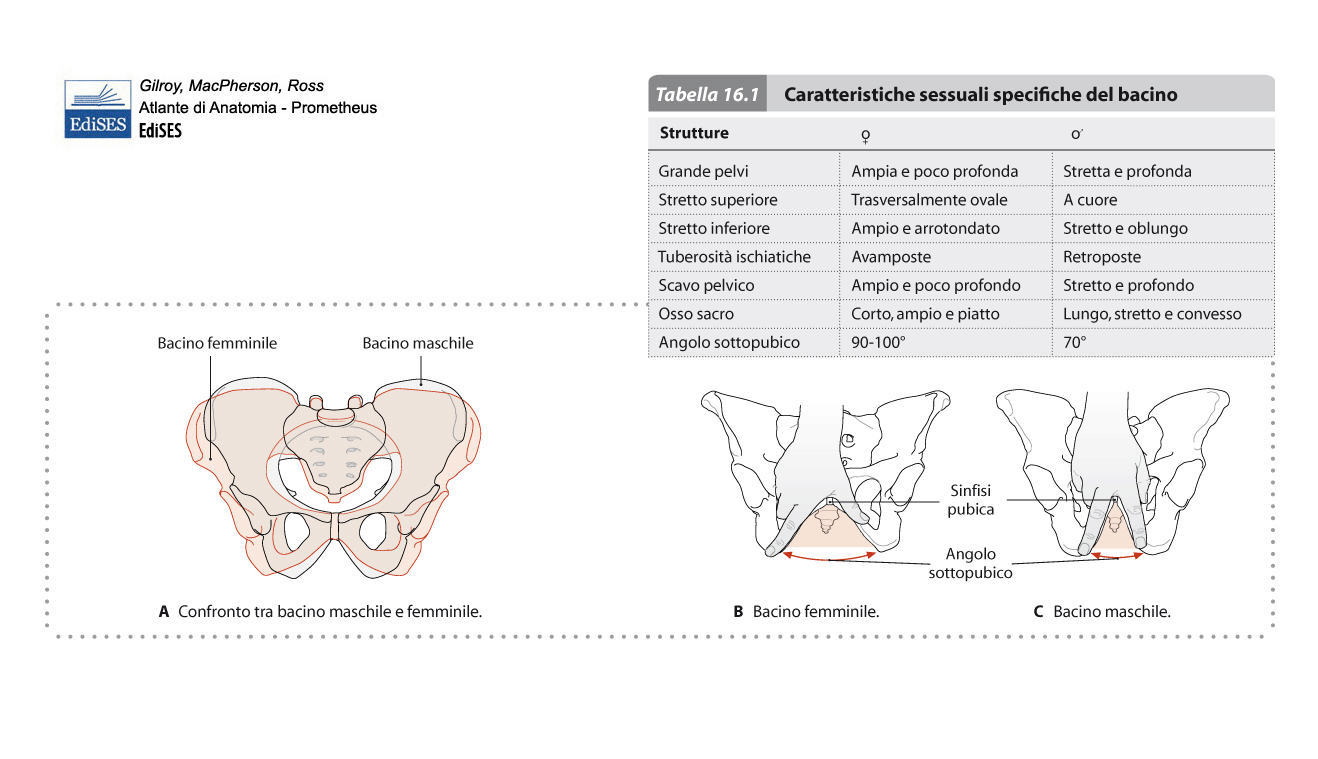 EdiSES
Gilroy, MacPherson, Ross
Atlante di Anatomia - Prometheus
EdiSES
Tabella 16.1 Caratteristiche sessuali specifiche del bacino
Strutture ♀ ♂
Grande pelvi Ampia e poco profonda Stretta e profonda
Stretto superiore Trasversalmente ovale A cuore
Stretto inferiore Ampio e arrotondato Stretto e oblungo
Tuberosità ischiatiche Avamposte Retroposte
Scavo pelvico Ampio e poco profondo Stretto e profondo
Osso sacro Corto, ampio e piatto Lungo, stretto e convesso
Angolo sottopubico 90-100° 70°
Bacino femminile Bacino maschile
Sinfisi
pubica
Angolo
sottopubico
A Confronto tra bacino maschile e femminile.
B Bacino femminile.
C Bacino maschile.